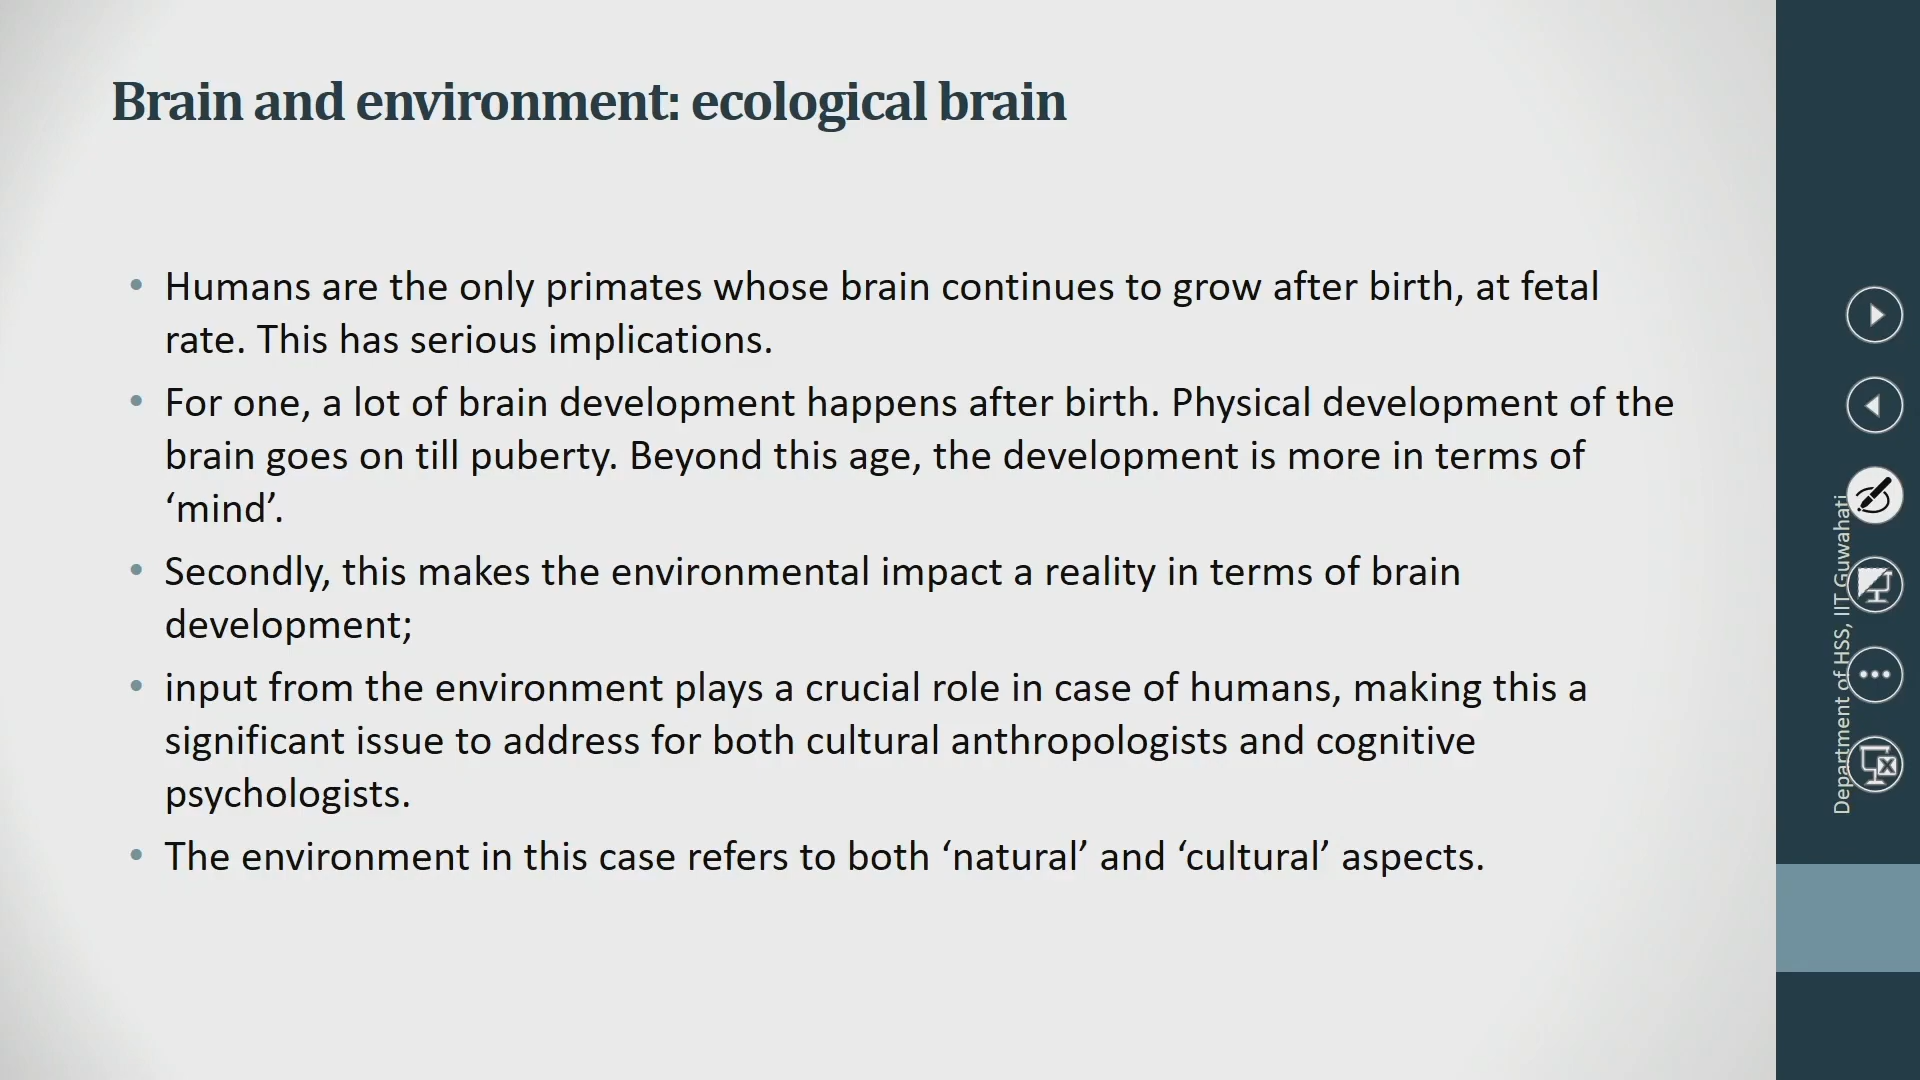 Brain and environment: ecological brain
• Humans are the only primates whose brain continues to grow after birth, at fetal
rate. This has serious implications.
• For one, a lot of brain development happens after birth. Physical development of the
brain goes on till puberty. Beyond this age, the development is more in terms of
‘mind’.
• Secondly, this makes the environmental impact a reality in terms of brain
development;
• input from the environment plays a crucial role in case of humans, making this a
significant issue to address for both cultural anthropologists and cognitive
psychologists.
• The environment in this case refers to both ‘natural’ and ‘cultural’ aspects.
Department of HSS, IIT Guwahati